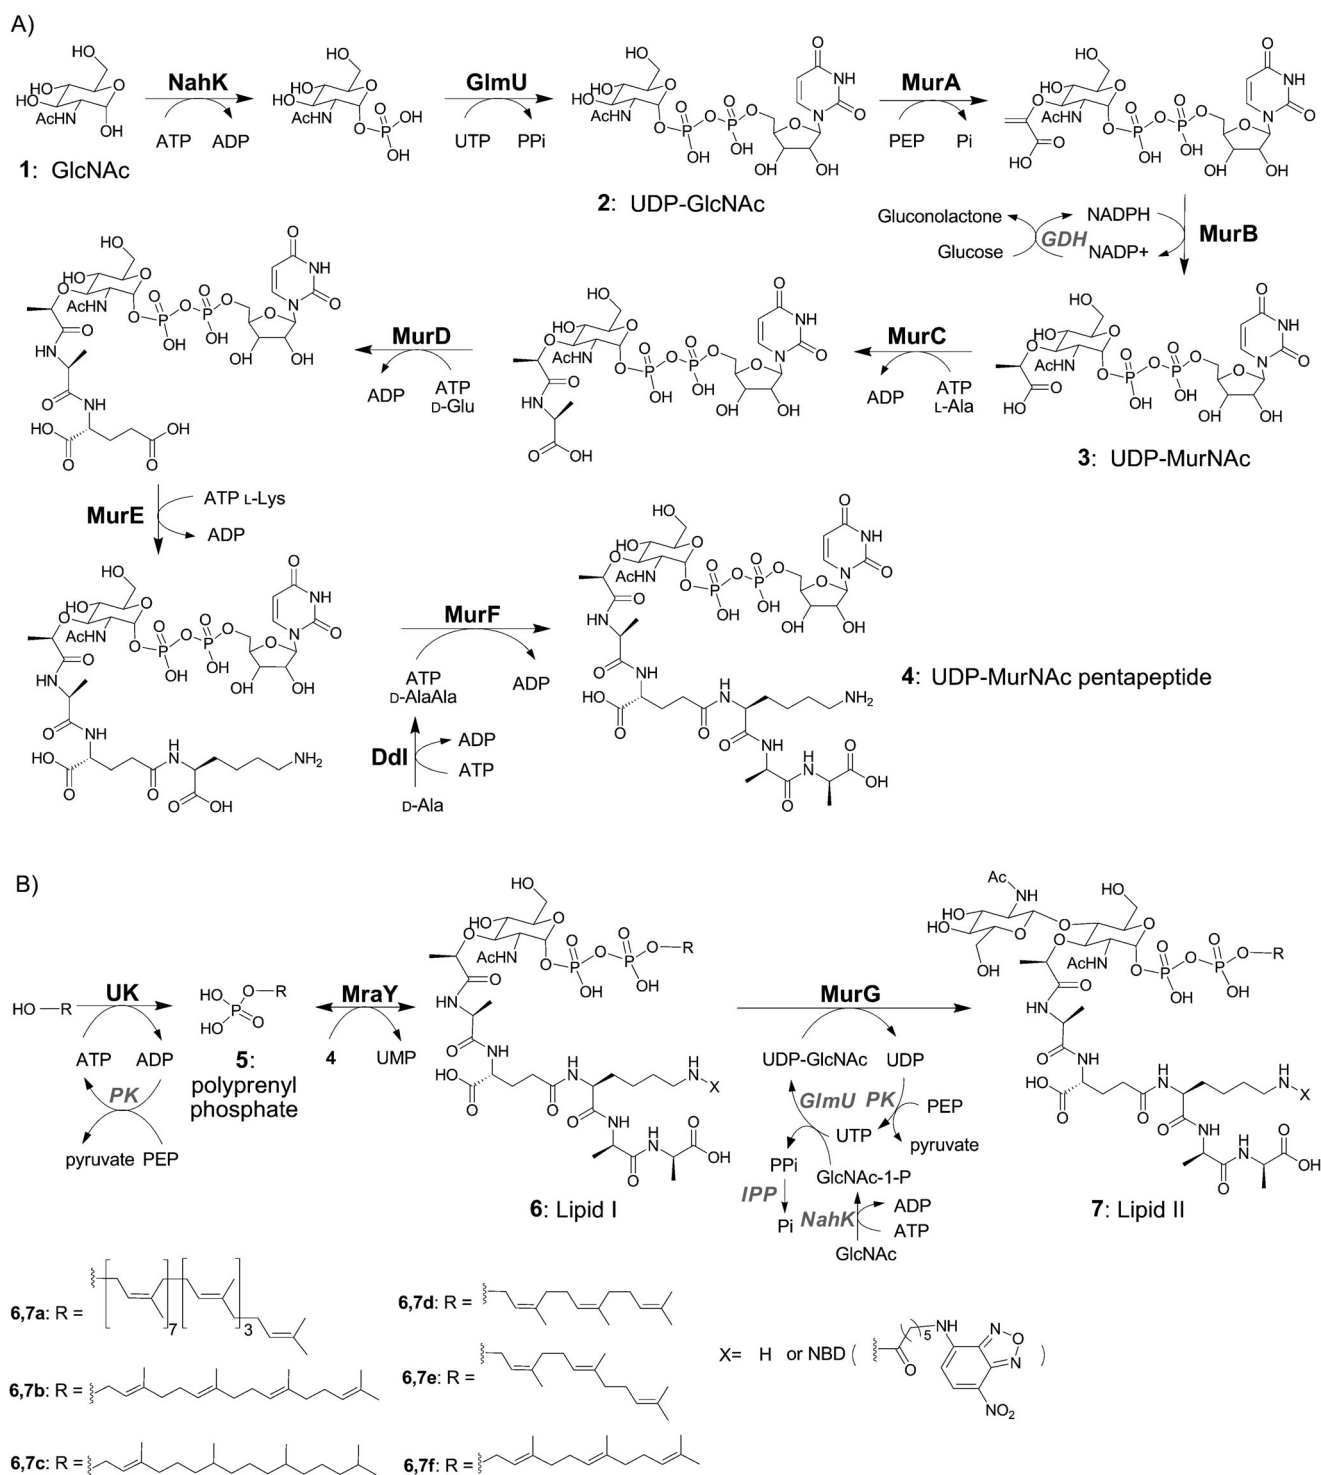 A)
NahK
ATP ADP
1: GlcNAc
GlmU
UTP PPi
2: UDP-GlcNAc
MurA
PEP Pi
Gluconolactone
NADPH
GDH
Glucose
NADP+
MurB
3: UDP-MurNAc
MurC
ADP
ATP
L-Ala
MurD
ADP
ATP
D-Glu
MurE
ATP L-Lys
ADP
MurF
ATP
D-AlaAla
ADP
Ddl
ADP
ATP
D-Ala
4: UDP-MurNAc pentapeptide
B)
HO-R
UK
ATP ADP
PK
pyruvate PEP
5:
polyprenyl
phosphate
MraY
4 UMP
6: Lipid I
MurG
UDP-GlcNAc UDP
GlmU PK
PEP
UTP
pyruvate
PPi
GlcNAc-1-P
IPP
Pi
NahK
ADP
ATP
GlcNAc
7: Lipid II
6,7a: R =
7
3
6,7b: R =
6,7c: R =
6,7d: R =
6,7e: R =
6,7f: R =
X= H or NBD (
5
NH
N
O
N
O
NO2
)